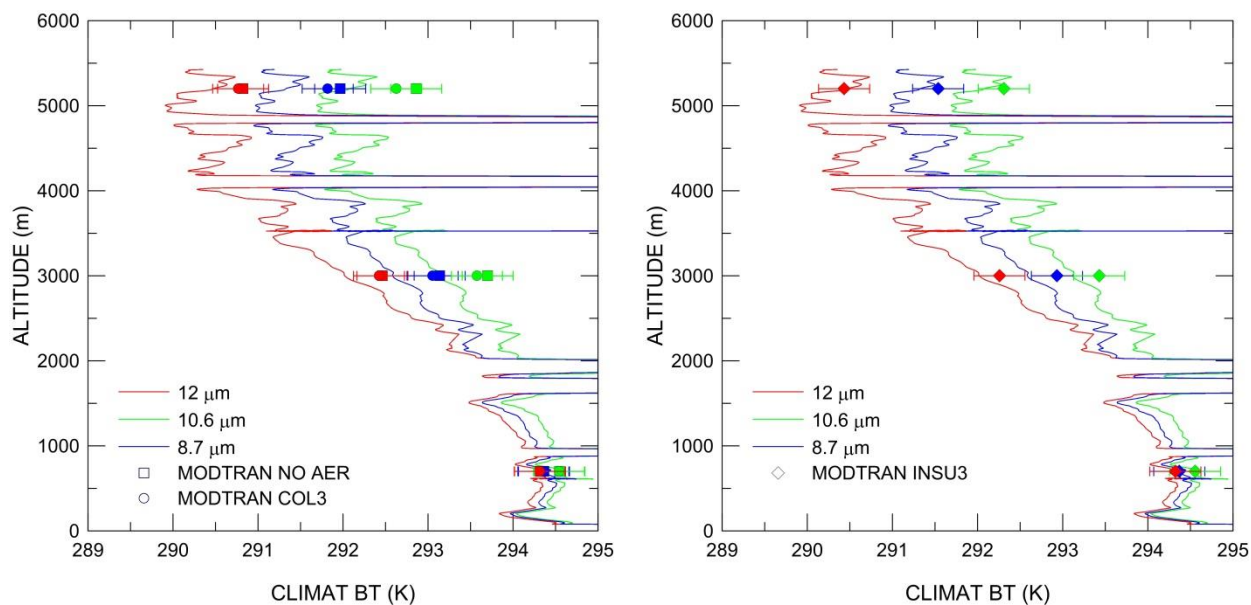 6000
5000
4000
3000
2000
1000
0
ALTITUDE (m)
12 μm
10.6 μm
8.7 μm
MODTRAN NO AER
MODTRAN COL3
289 290 291 292 293 294 295
CLIMAT BT (K)
6000
5000
4000
3000
2000
1000
0
ALTITUDE (m)
12 μm
10.6 μm
8.7 μm
MODTRAN INSU3
289 290 291 292 293 294 295
CLIMAT BT (K)